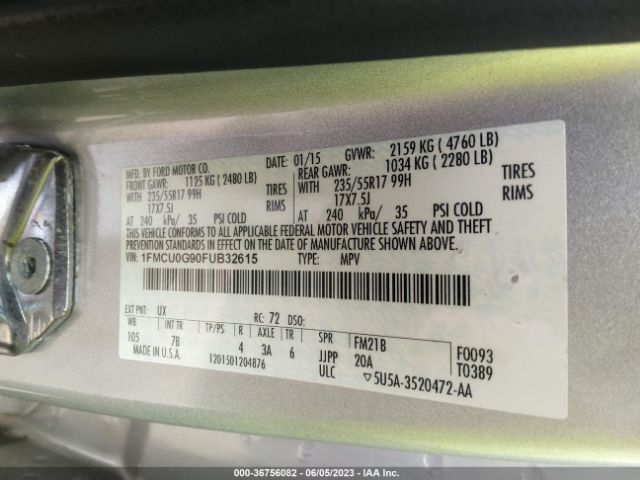 MFD. BY FORD MOTOR CO.
DATE: 01/15 GVWR: 2159 KG ( 4760 LB)
FRONT GAWR: 1125 KG ( 2480 LB) REAR GAWR: 1034 KG ( 2280 LB)
WITH 235/55R17 99H TIRES WITH 235/55R17 99H TIRES
17X7.5J RIMS 17X7.5J RIMS
AT 240 kPa/ 35 PSI COLD AT 240 kPa/ 35 PSI COLD
THIS VEHICLE CONFORMS TO ALL APPLICABLE FEDERAL MOTOR VEHICLE SAFETY AND THEFT
PREVENTION STANDARDS IN EFFECT ON THE DATE OF MANUFACTURE SHOWN ABOVE.
VIN: 1FMCU0G90FUB32615 TYPE: MPV
EXT PNT: UX RC: 72 DSO:
WB INT TR TP/PS R AXLE TR SPR FM21B F0093
105 7B 4 3A 6 JJPP 20A T0389
MADE IN U.S.A. 1201501204876 ULC ▽5U5A-3520472-AA
000-36756082 / 06/05/2023 - IAA Inc.